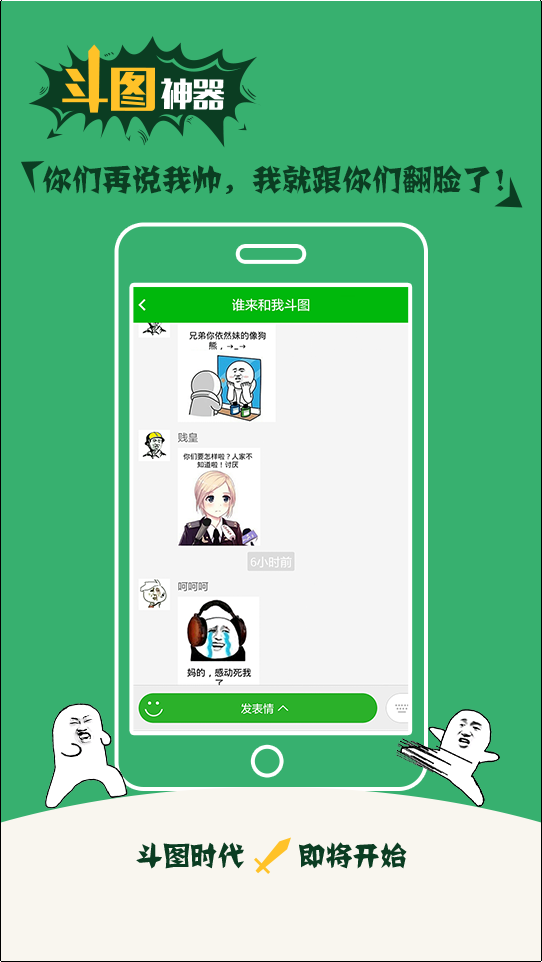 斗图神器
你们再说我帅，我就跟你们翻脸了！
谁来和我斗图
兄弟你依然妹的像狗
熊，→_→
贱皇
你们要怎样啦？人家不
知道啦！讨厌
6小时前
呵呵呵
妈的，感动死我
了
发表情
斗图时代 即将开始